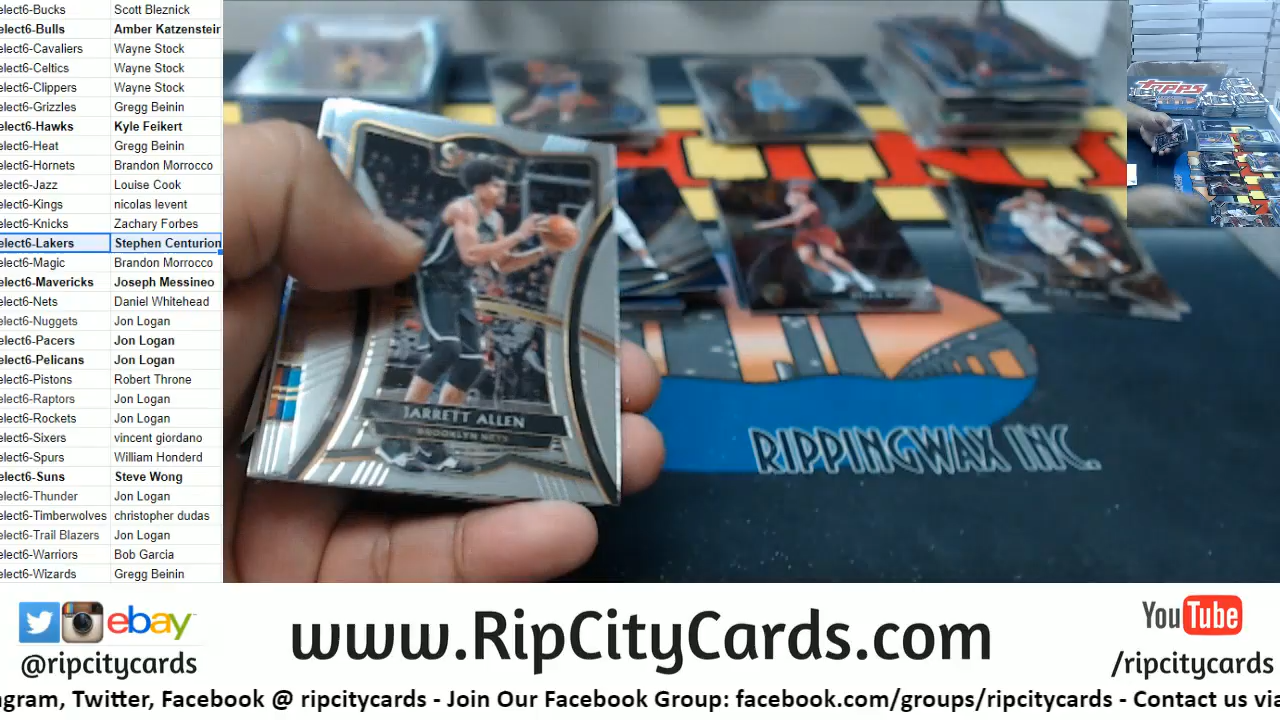 elect6-Bucks Scott Bleznick
elect6-Bulls Amber Katzenstein
elect6-Cavaliers Wayne Stock
elect6-Celtics Wayne Stock
elect6-Clippers Wayne Stock
elect6-Grizzles Gregg Beinin
elect6-Hawks Kyle Feikert
elect6-Heat Gregg Beinin
elect6-Hornets Brandon Morrocco
elect6-Jazz Louise Cook
elect6-Kings nicolas levent
elect6-Knicks Zachary Forbes
elect6-Lakers Stephen Centurion
elect6-Magic Brandon Morrocco
elect6-Mavericks Joseph Messineo
elect6-Nets Daniel Whitehead
elect6-Nuggets Jon Logan
elect6-Pacers Jon Logan
elect6-Pelicans Jon Logan
elect6-Pistons Robert Throne
elect6-Raptors Jon Logan
elect6-Rockets Jon Logan
elect6-Sixers vincent giordano
elect6-Spurs William Honderd
elect6-Suns Steve Wong
elect6-Thunder Jon Logan
elect6-Timberwolves christopher dudas
elect6-Trail Blazers Jon Logan
elect6-Warriors Bob Garcia
elect6-Wizards Gregg Beinin
Topps
JARRETT ALLEN
BROOKLYN NETS
RIPPINGWAX INC.
ebay
@ripcitycards
www.RipCityCards.com
YouTube
/ripcitycards
agram, Twitter, Facebook @ ripcitycards - Join Our Facebook Group: facebook.com/groups/ripcitycards - Contact us via